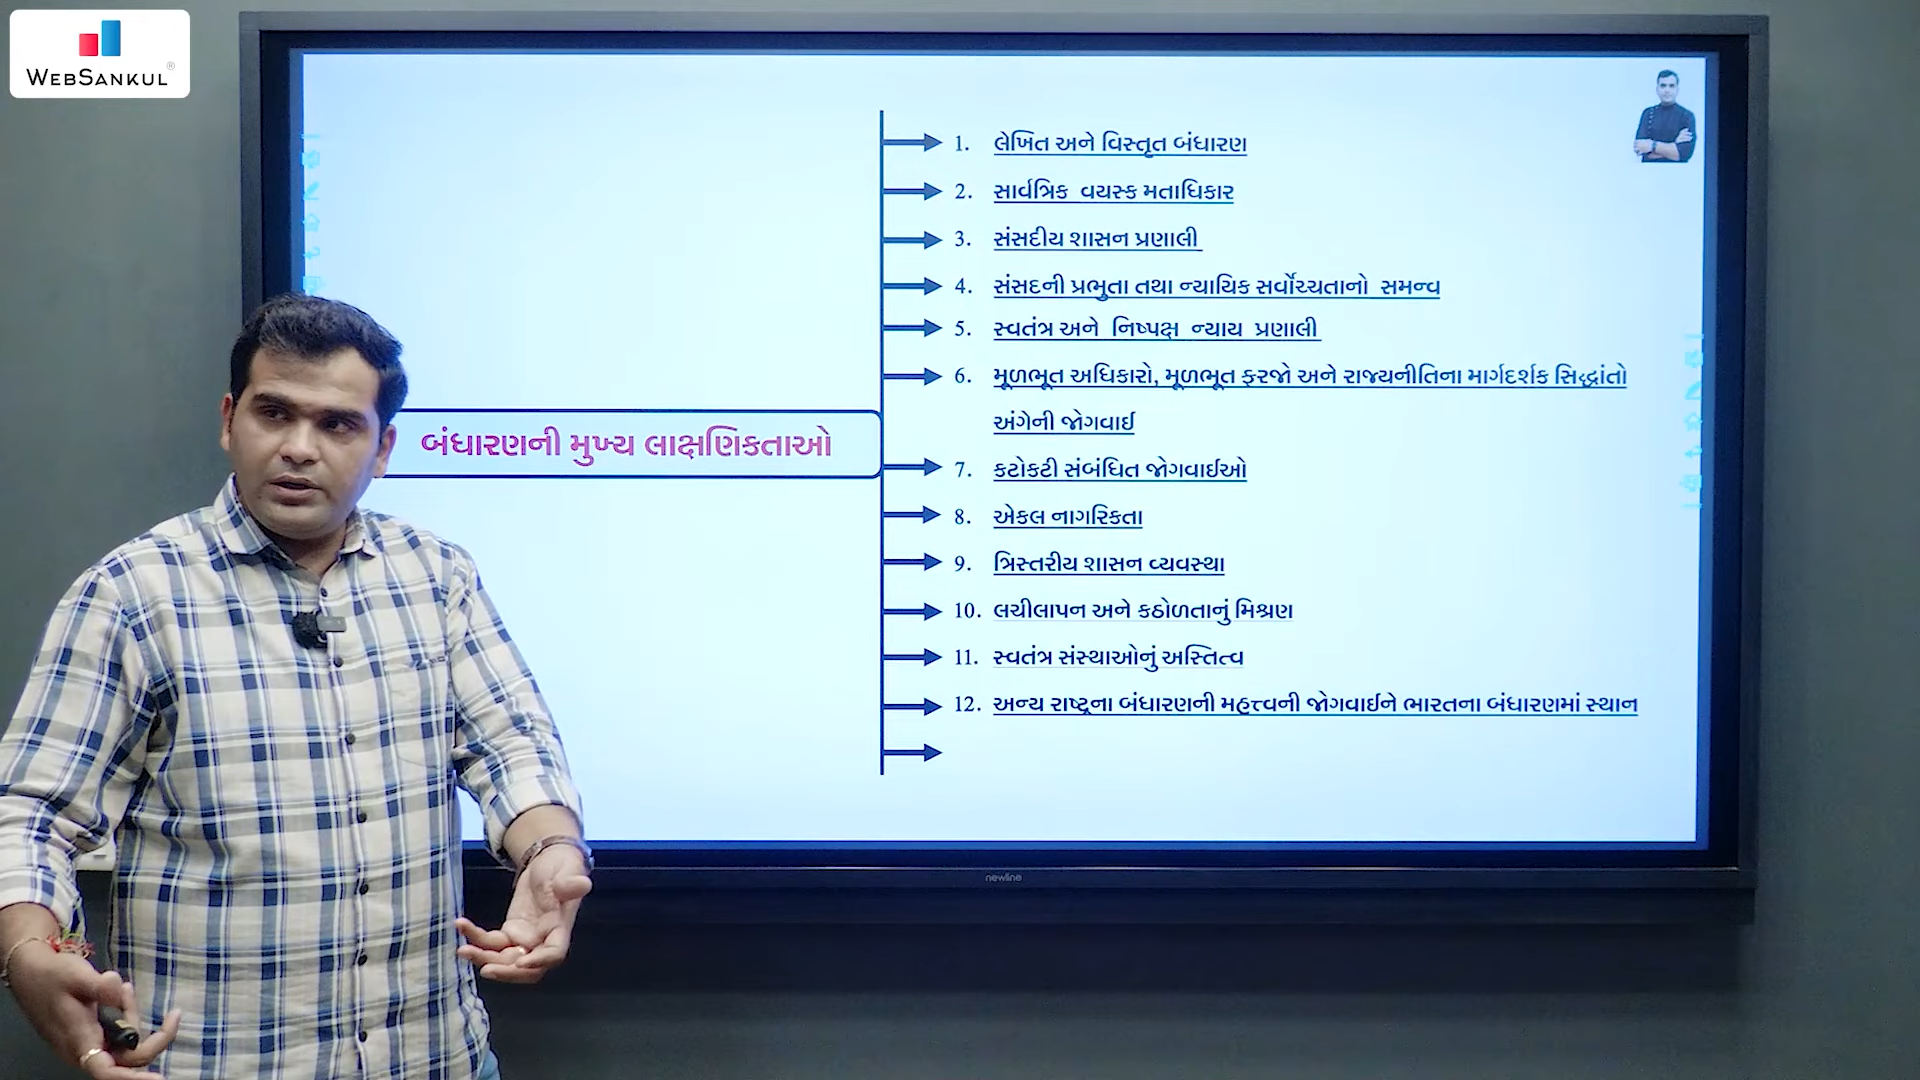 WEBSANKUL®
બંધારણની મુખ્ય લાક્ષણિકતાઓ
1. લેખિત અને વિસ્તૃત બંધારણ
2. સાર્વત્રિક વયસ્ક મતાધિકાર
3. સંસદીય શાસન પ્રણાલી
4. સંસદની પ્રભુતા તથા ન્યાયિક સર્વોચ્ચતાનો સમન્વ
5. સ્વતંત્ર અને નિષ્પક્ષ ન્યાય પ્રણાલી
6. મૂળભૂત અધિકારો, મૂળભૂત ફરજો અને રાજ્યનીતિના માર્ગદર્શક સિદ્ધાંતો
અંગેની જોગવાઈ
7. કટોકટી સંબંધિત જોગવાઈઓ
8. એકલ નાગરિકતા
9. ત્રિસ્તરીય શાસન વ્યવસ્થા
10. લચીલાપન અને કઠોળતાનું મિશ્રણ
11. સ્વતંત્ર સંસ્થાઓનું અસ્તિત્વ
12. અન્ય રાષ્ટ્રના બંધારણની મહત્ત્વની જોગવાઈને ભારતના બંધારણમાં સ્થાન
newline